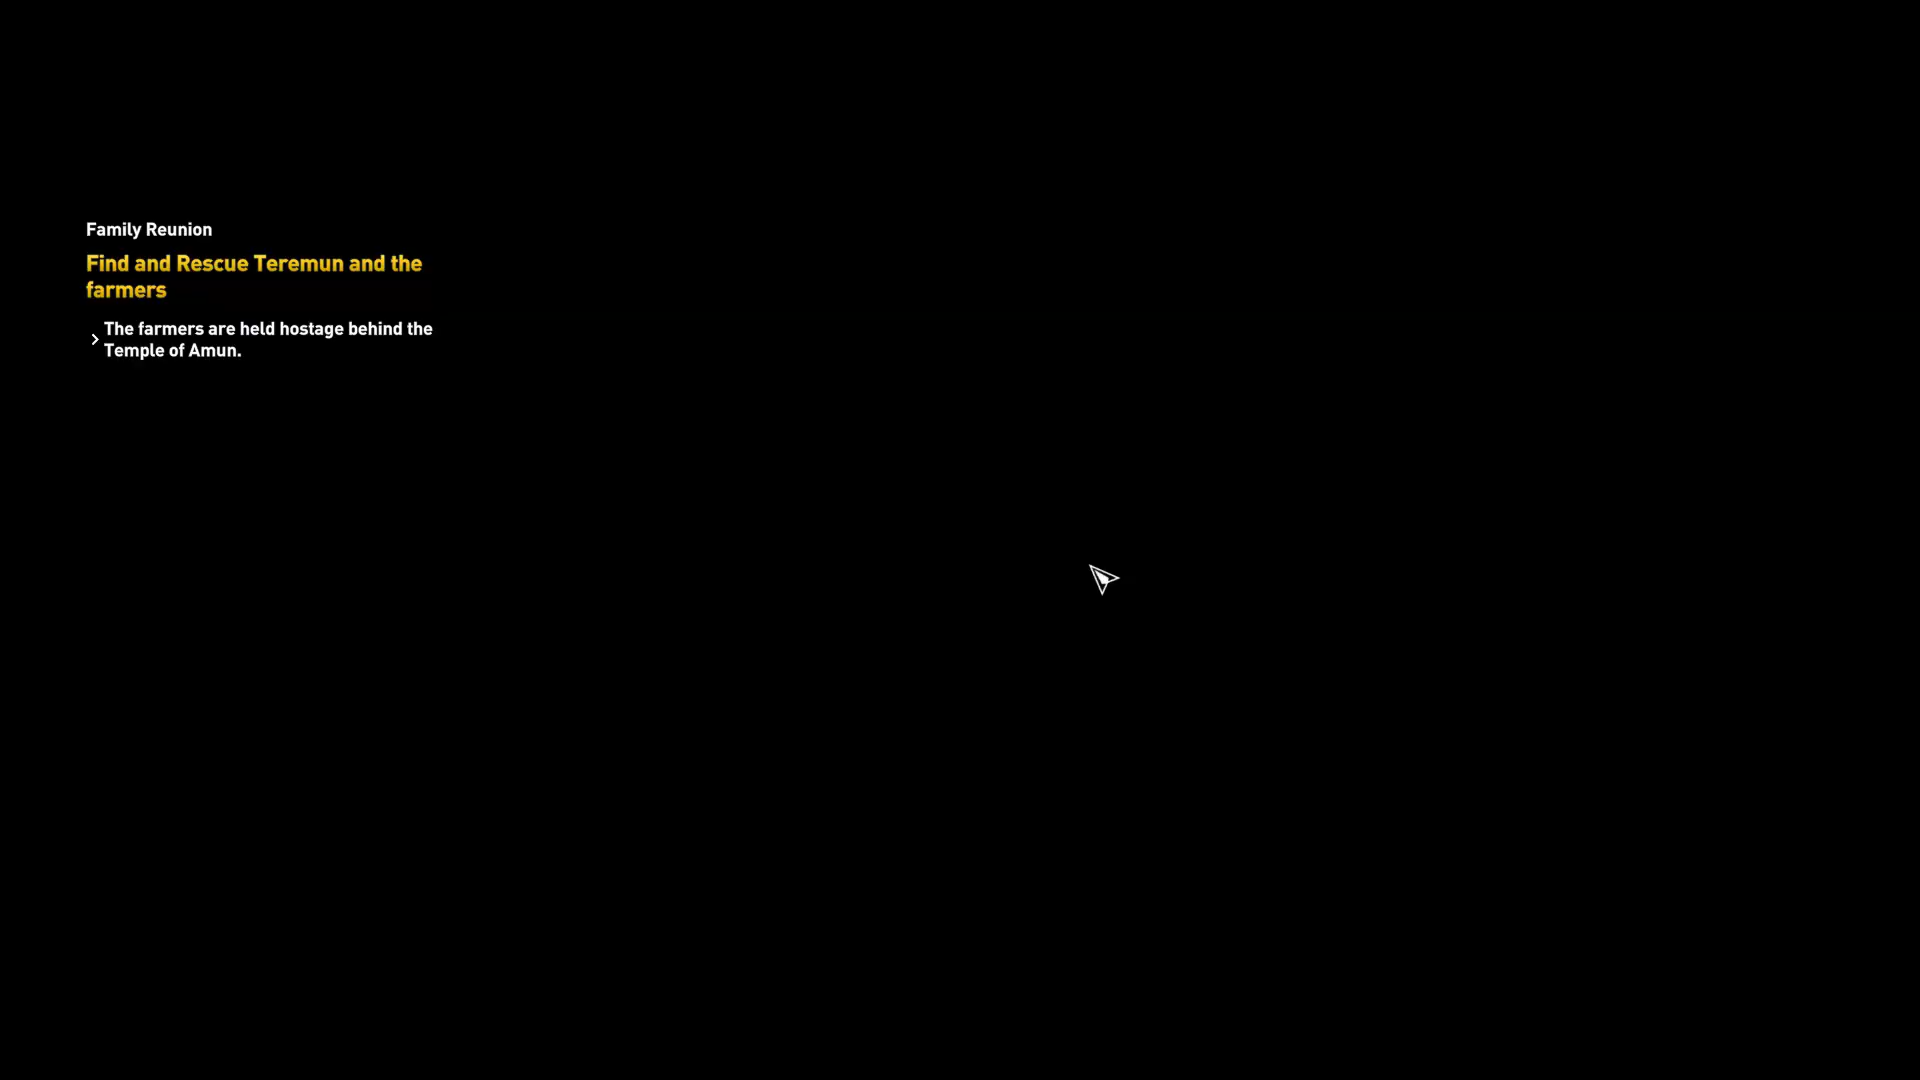 Family Reunion
Find and Rescue Teremun and the
farmers
The farmers are held hostage behind the
Temple of Amun.